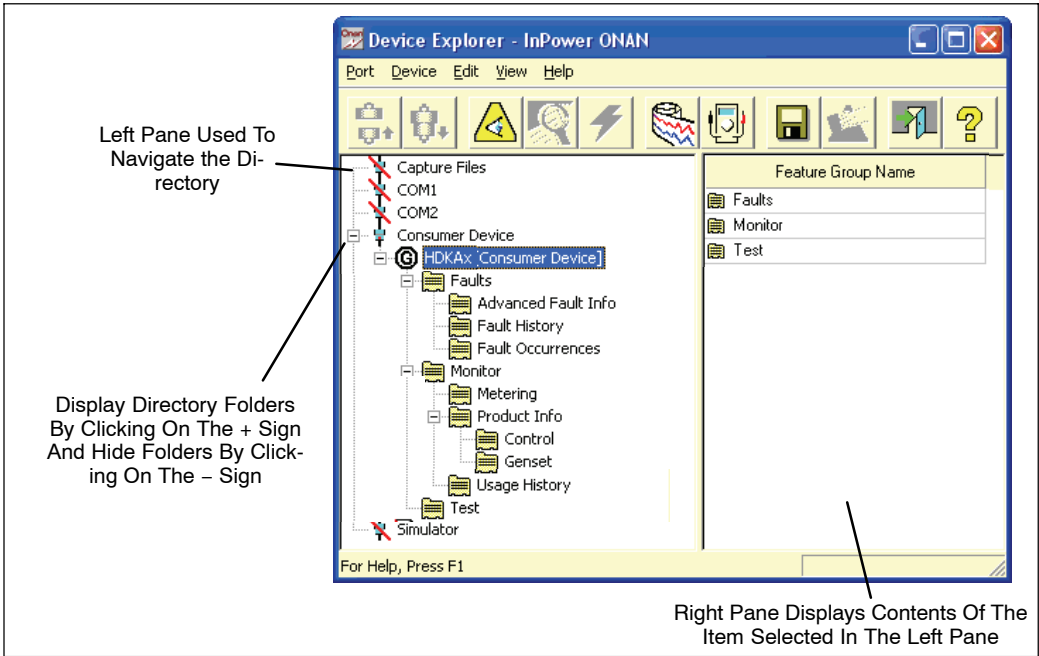 Onan
Device Explorer - InPower ONAN
Port Device Edit View Help
Left Pane Used To
Navigate the Di-
rectory
Capture Files
COM1
COM2
Consumer Device
G HDKAx [Consumer Device]
Faults
Advanced Fault Info
Fault History
Fault Occurrences
Monitor
Metering
Product Info
Control
Genset
Usage History
Test
Simulator
Feature Group Name
Faults
Monitor
Test
Display Directory Folders
By Clicking On The + Sign
And Hide Folders By Click-
ing On The − Sign
For Help, Press F1
Right Pane Displays Contents Of The
Item Selected In The Left Pane